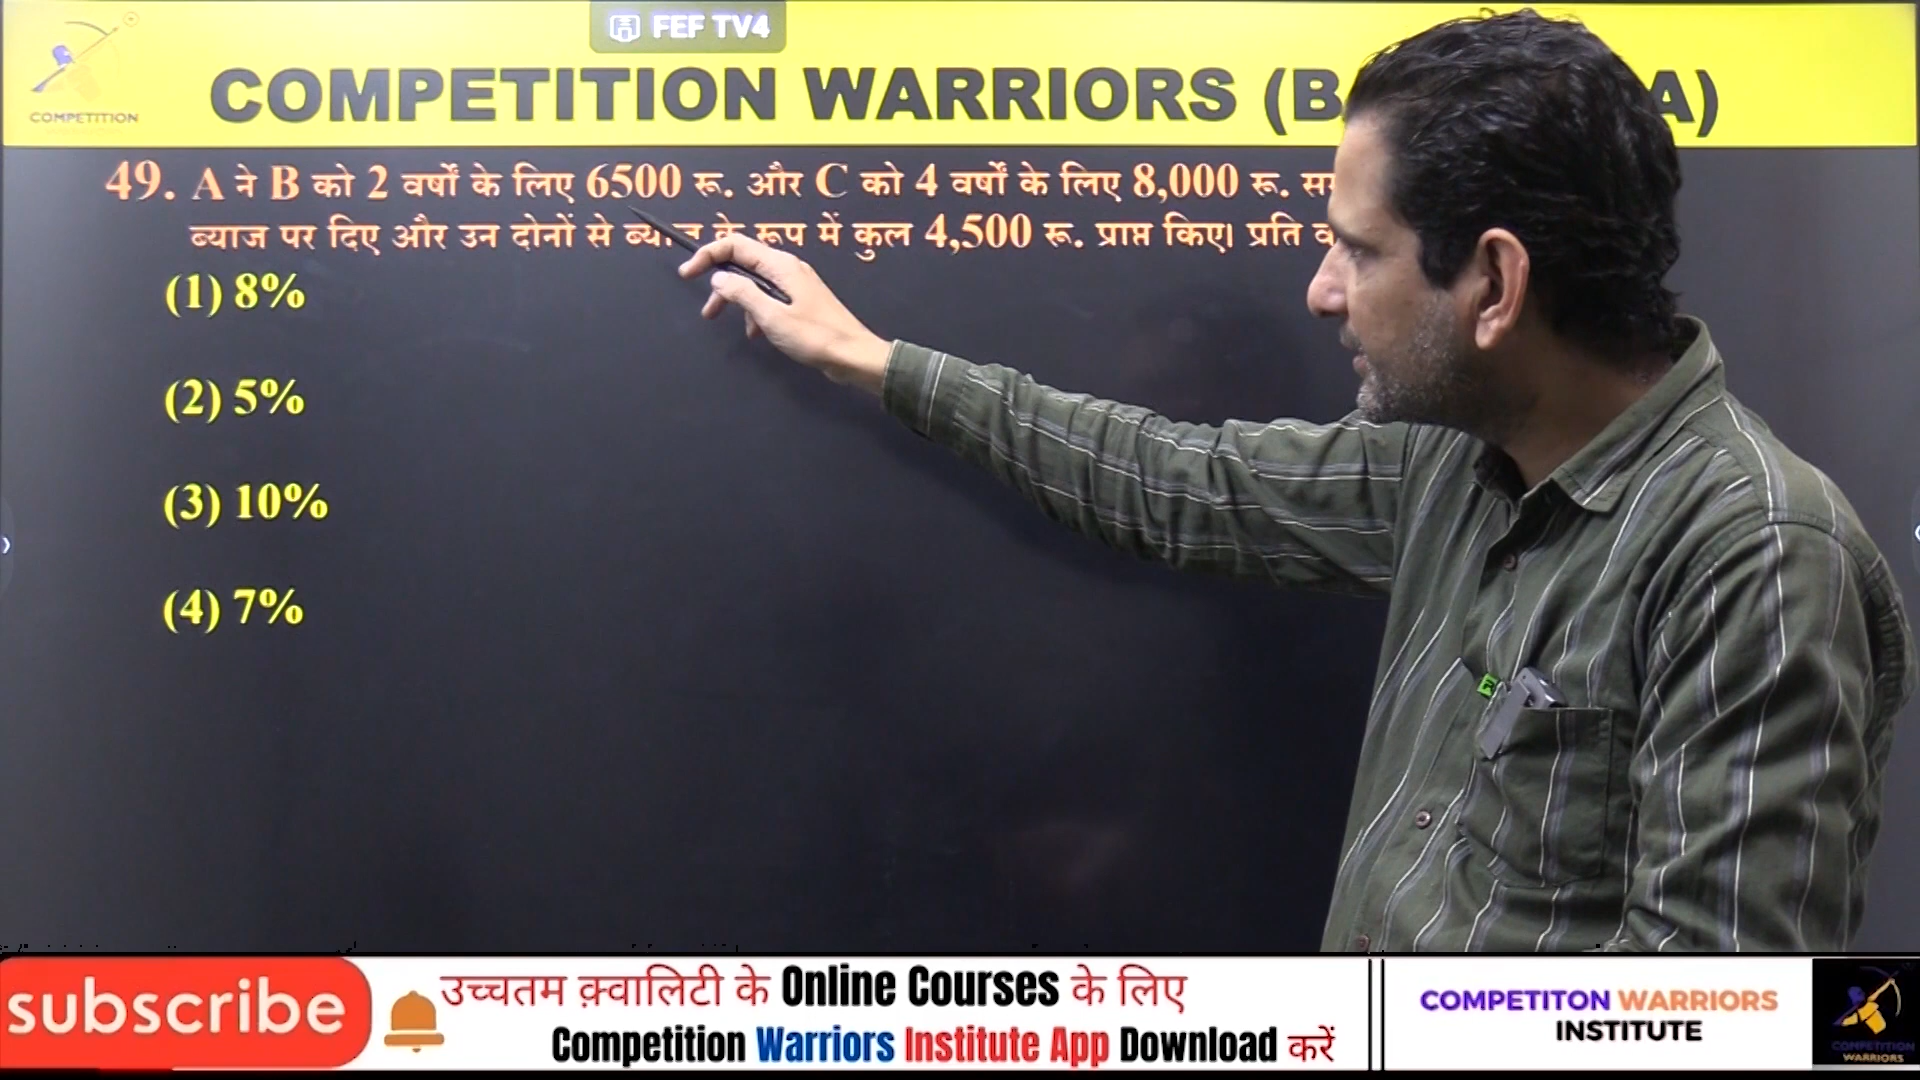 FEF TV4
COMPETITION WARRIORS (B A)
COMPETITION
49. A ने B को 2 वर्षों के लिए 6500 रू. और C को 4 वर्षों के लिए 8,000 रू.
ब्याज पर दिए और उन दोनों से ब्याज के रूप में कुल 4,500 रू. प्राप्त किए। प्रति
(1) 8%
(2) 5%
(3) 10%
(4) 7%
subscribe
उच्चतम क़्वालिटी के Online Courses के लिए
Competition Warriors Institute App Download करें
COMPETITON WARRIORS
INSTITUTE
COMPETITION
WARRIORS